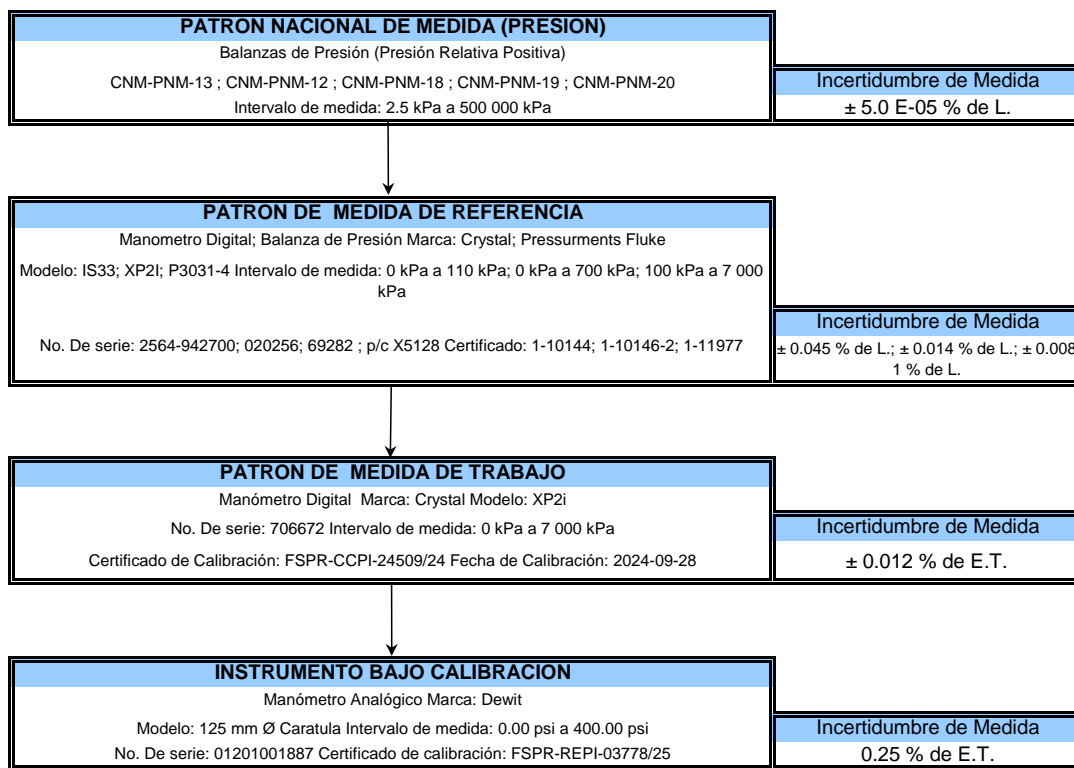 PATRON NACIONAL DE MEDIDA (PRESION)
Balanzas de Presión (Presión Relativa Positiva)
CNM-PNM-13 ; CNM-PNM-12 ; CNM-PNM-18 ; CNM-PNM-19 ; CNM-PNM-20
Intervalo de medida: 2.5 kPa a 500 000 kPa
Incertidumbre de Medida
± 5.0 E-05 % de L.
PATRON DE MEDIDA DE REFERENCIA
Manometro Digital; Balanza de Presión Marca: Crystal; Pressurments Fluke
Modelo: IS33; XP2I; P3031-4 Intervalo de medida: 0 kPa a 110 kPa; 0 kPa a 700 kPa; 100 kPa a 7 000
kPa
No. De serie: 2564-942700; 020256; 69282 ; p/c X5128 Certificado: 1-10144; 1-10146-2; 1-11977
Incertidumbre de Medida
± 0.045 % de L.; ± 0.014 % de L.; ± 0.008
1 % de L.
PATRON DE MEDIDA DE TRABAJO
Manómetro Digital Marca: Crystal Modelo: XP2i
No. De serie: 706672 Intervalo de medida: 0 kPa a 7 000 kPa
Certificado de Calibración: FSPR-CCPI-24509/24 Fecha de Calibración: 2024-09-28
Incertidumbre de Medida
± 0.012 % de E.T.
INSTRUMENTO BAJO CALIBRACION
Manómetro Analógico Marca: Dewit
Modelo: 125 mm Ø Caratula Intervalo de medida: 0.00 psi a 400.00 psi
No. De serie: 01201001887 Certificado de calibración: FSPR-REPI-03778/25
Incertidumbre de Medida
0.25 % de E.T.